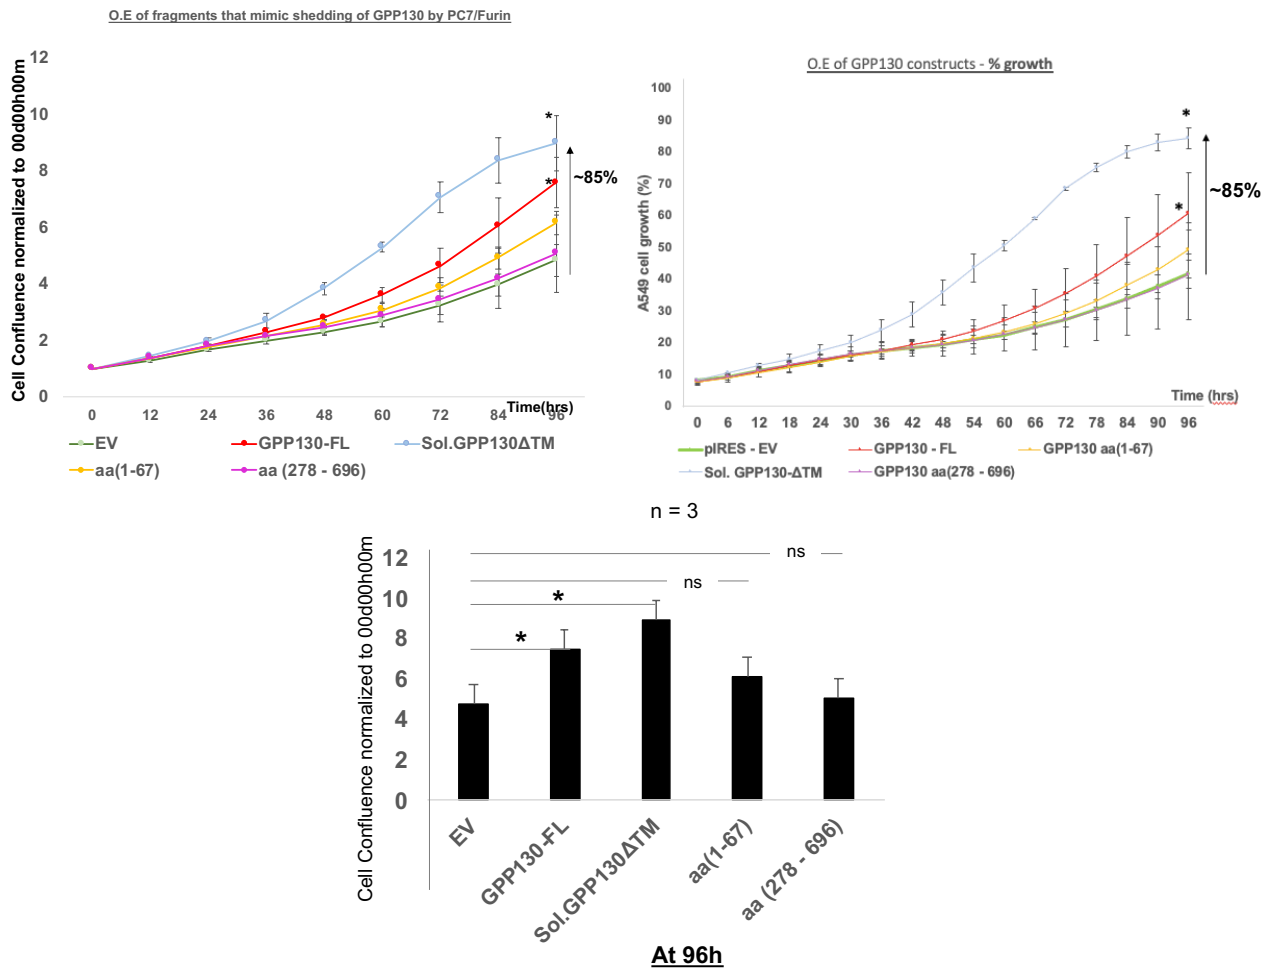 O.E of fragments that mimic shedding of GPP130 by PC7/Furin
Cell Confluence normalized to 00d00h00m
12
10
8
6
4
2
0
*
*
~85%
0 12 24 36 48 60 72 84 96
Time(hrs)
EV GPP130-FL Sol.GPP130ΔTM
aa(1-67) aa (278 - 696)
O.E of GPP130 constructs - % growth
A549 cell growth (%)
100
90
80
70
60
50
40
30
20
10
0
*
*
~85%
Time (hrs)
0 6 12 18 24 30 36 42 48 54 60 66 72 78 84 90 96
pIRES - EV GPP130 - FL GPP130 aa(1-67)
Sol. GPP130-ΔTM GPP130 aa(278 - 696)
n = 3
Cell Confluence normalized to 00d00h00m
12
10
8
6
4
2
0
ns
ns
*
*
EV
GPP130-FL
Sol.GPP130ΔTM
aa(1-67)
aa (278 - 696)
At 96h